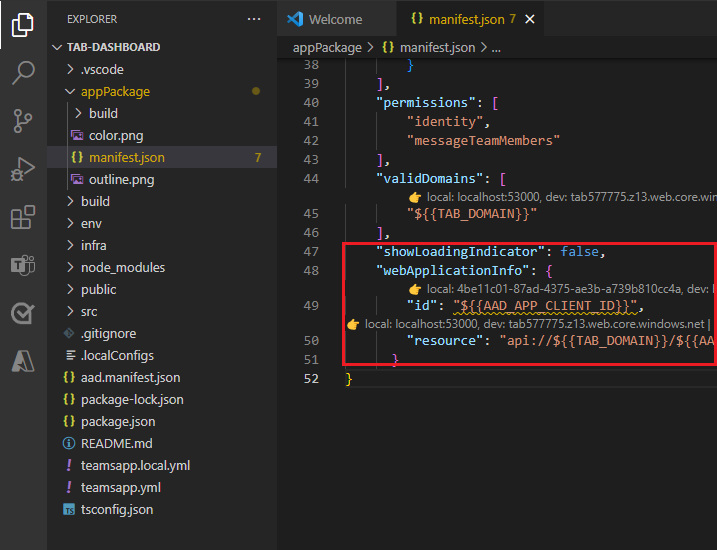 EXPLORER
TAB-DASHBOARD
.vscode
appPackage
build
color.png
manifest.json 7
outline.png
build
env
infra
node_modules
public
src
.gitignore
.localConfigs
aad.manifest.json
package-lock.json
package.json
README.md
teamsapp.local.yml
teamsapp.yml
tsconfig.json
Welcome
manifest.json 7
appPackage > {} manifest.json > ...
38 }
39 ],
40 "permissions": [
41 "identity",
42 "messageTeamMembers"
43 ],
44 "validDomains": [
👉 local: localhost:53000, dev: tab577775.z13.web.core.win
45 "${{TAB_DOMAIN}}"
46 ],
47 "showLoadingIndicator": false,
48 "webApplicationInfo": {
👉 local: 4be11c01-87ad-4375-ae3b-a739b810cc4a, dev:
49 "id": "${{AAD_APP_CLIENT_ID}}",
👉 local: localhost:53000, dev: tab577775.z13.web.core.windows.net |
50 "resource": "api://${{TAB_DOMAIN}}/${{AA
51 }
52 }